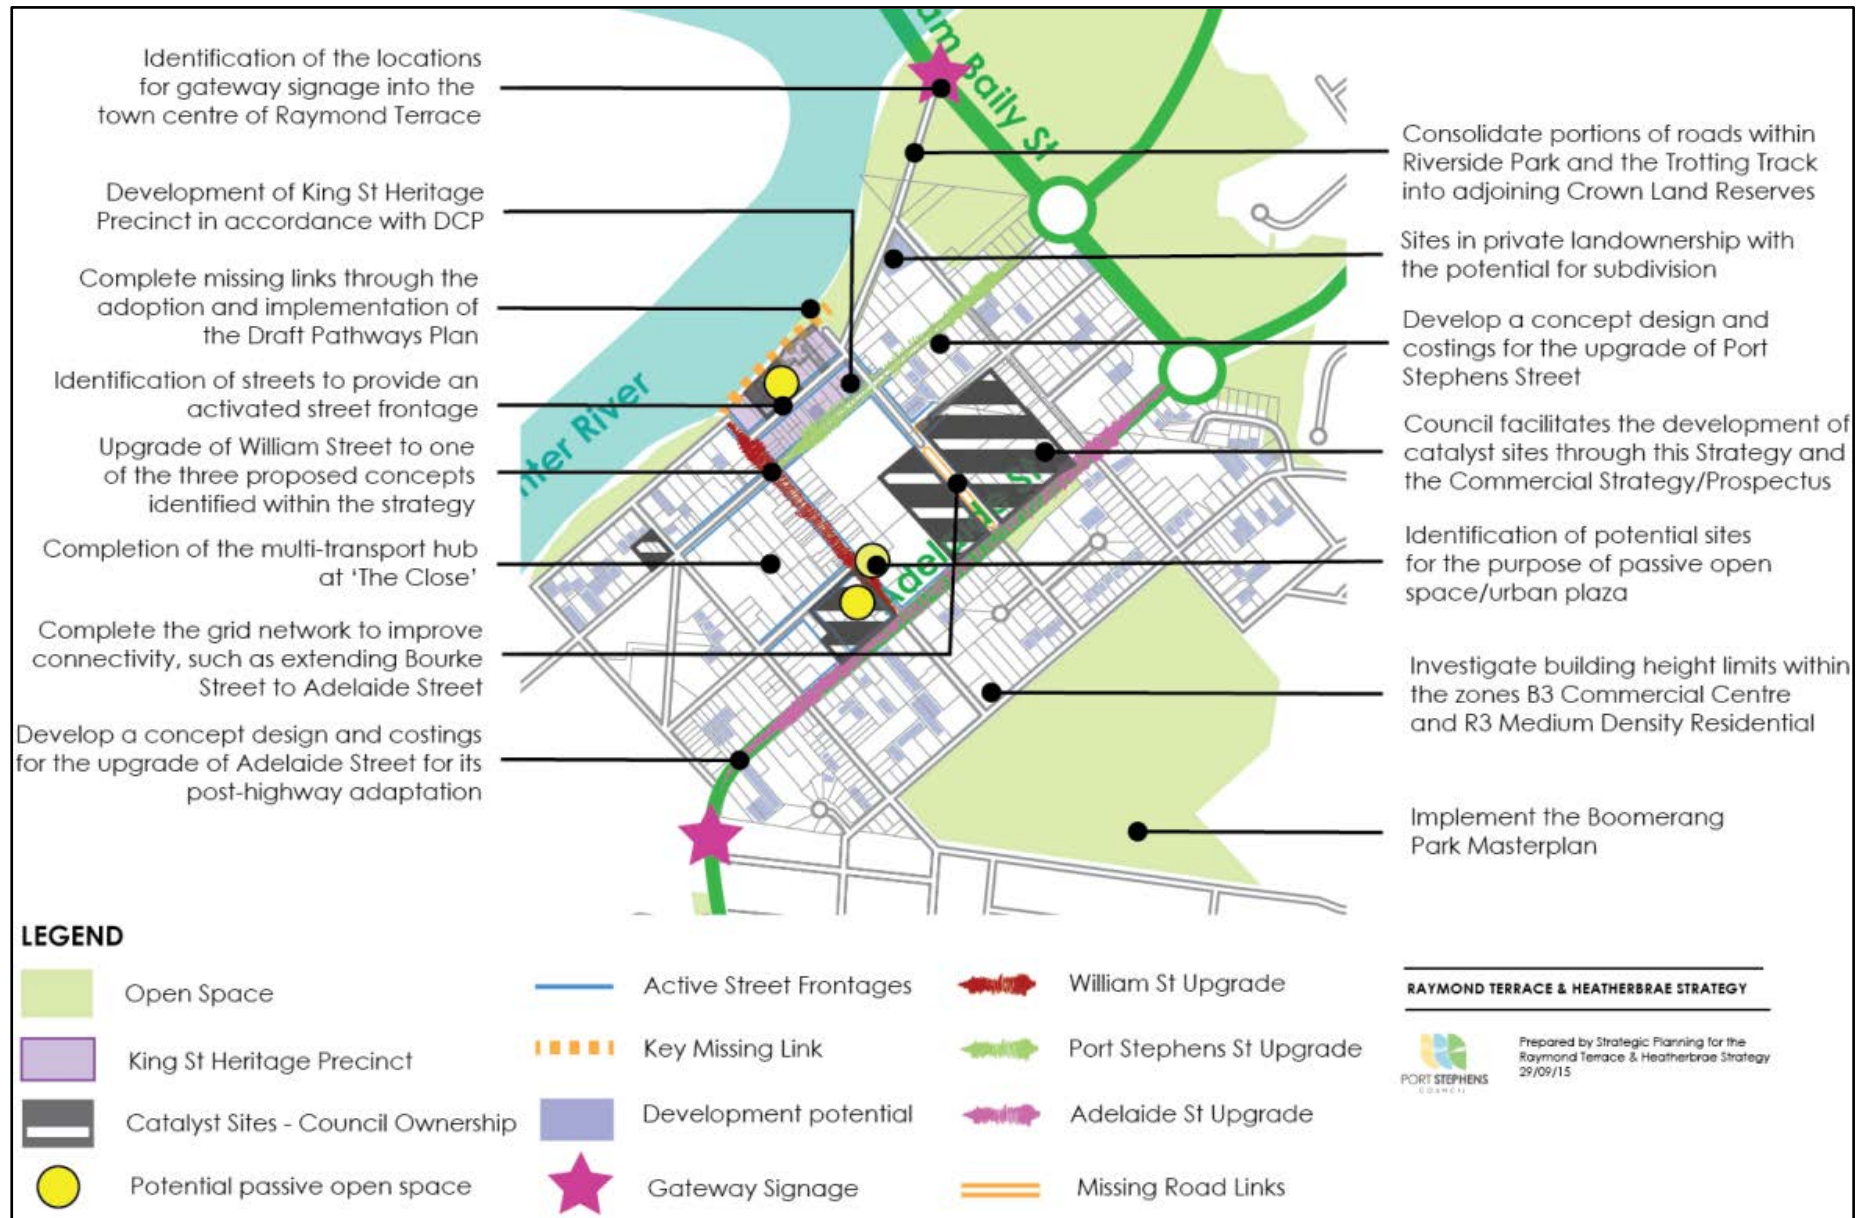 Identification of the locations
for gateway signage into the
town centre of Raymond Terrace
Development of King St Heritage
Precinct in accordance with DCP
Complete missing links through the
adoption and implementation of
the Draft Pathways Plan
Identification of streets to provide an
activated street frontage
Upgrade of William Street to one
of the three proposed concepts
identified within the strategy
Completion of the multi-transport hub
at ‘The Close’
Complete the grid network to improve
connectivity, such as extending Bourke
Street to Adelaide Street
Develop a concept design and costings
for the upgrade of Adelaide Street for its
post-highway adaptation
am Baily St
nter River
Adelaide St
Consolidate portions of roads within
Riverside Park and the Trotting Track
into adjoining Crown Land Reserves
Sites in private landownership with
the potential for subdivision
Develop a concept design and
costings for the upgrade of Port
Stephens Street
Council facilitates the development of
catalyst sites through this Strategy and
the Commercial Strategy/Prospectus
Identification of potential sites
for the purpose of passive open
space/urban plaza
Investigate building height limits within
the zones B3 Commercial Centre
and R3 Medium Density Residential
Implement the Boomerang
Park Masterplan
LEGEND
Open Space
King St Heritage Precinct
Catalyst Sites - Council Ownership
Potential passive open space
Active Street Frontages
Key Missing Link
Development potential
Gateway Signage
William St Upgrade
Port Stephens St Upgrade
Adelaide St Upgrade
Missing Road Links
RAYMOND TERRACE & HEATHERBRAE STRATEGY
PORT STEPHENS
COUNCIL
Prepared by Strategic Planning for the
Raymond Terrace & Heatherbrae Strategy
29/09/15